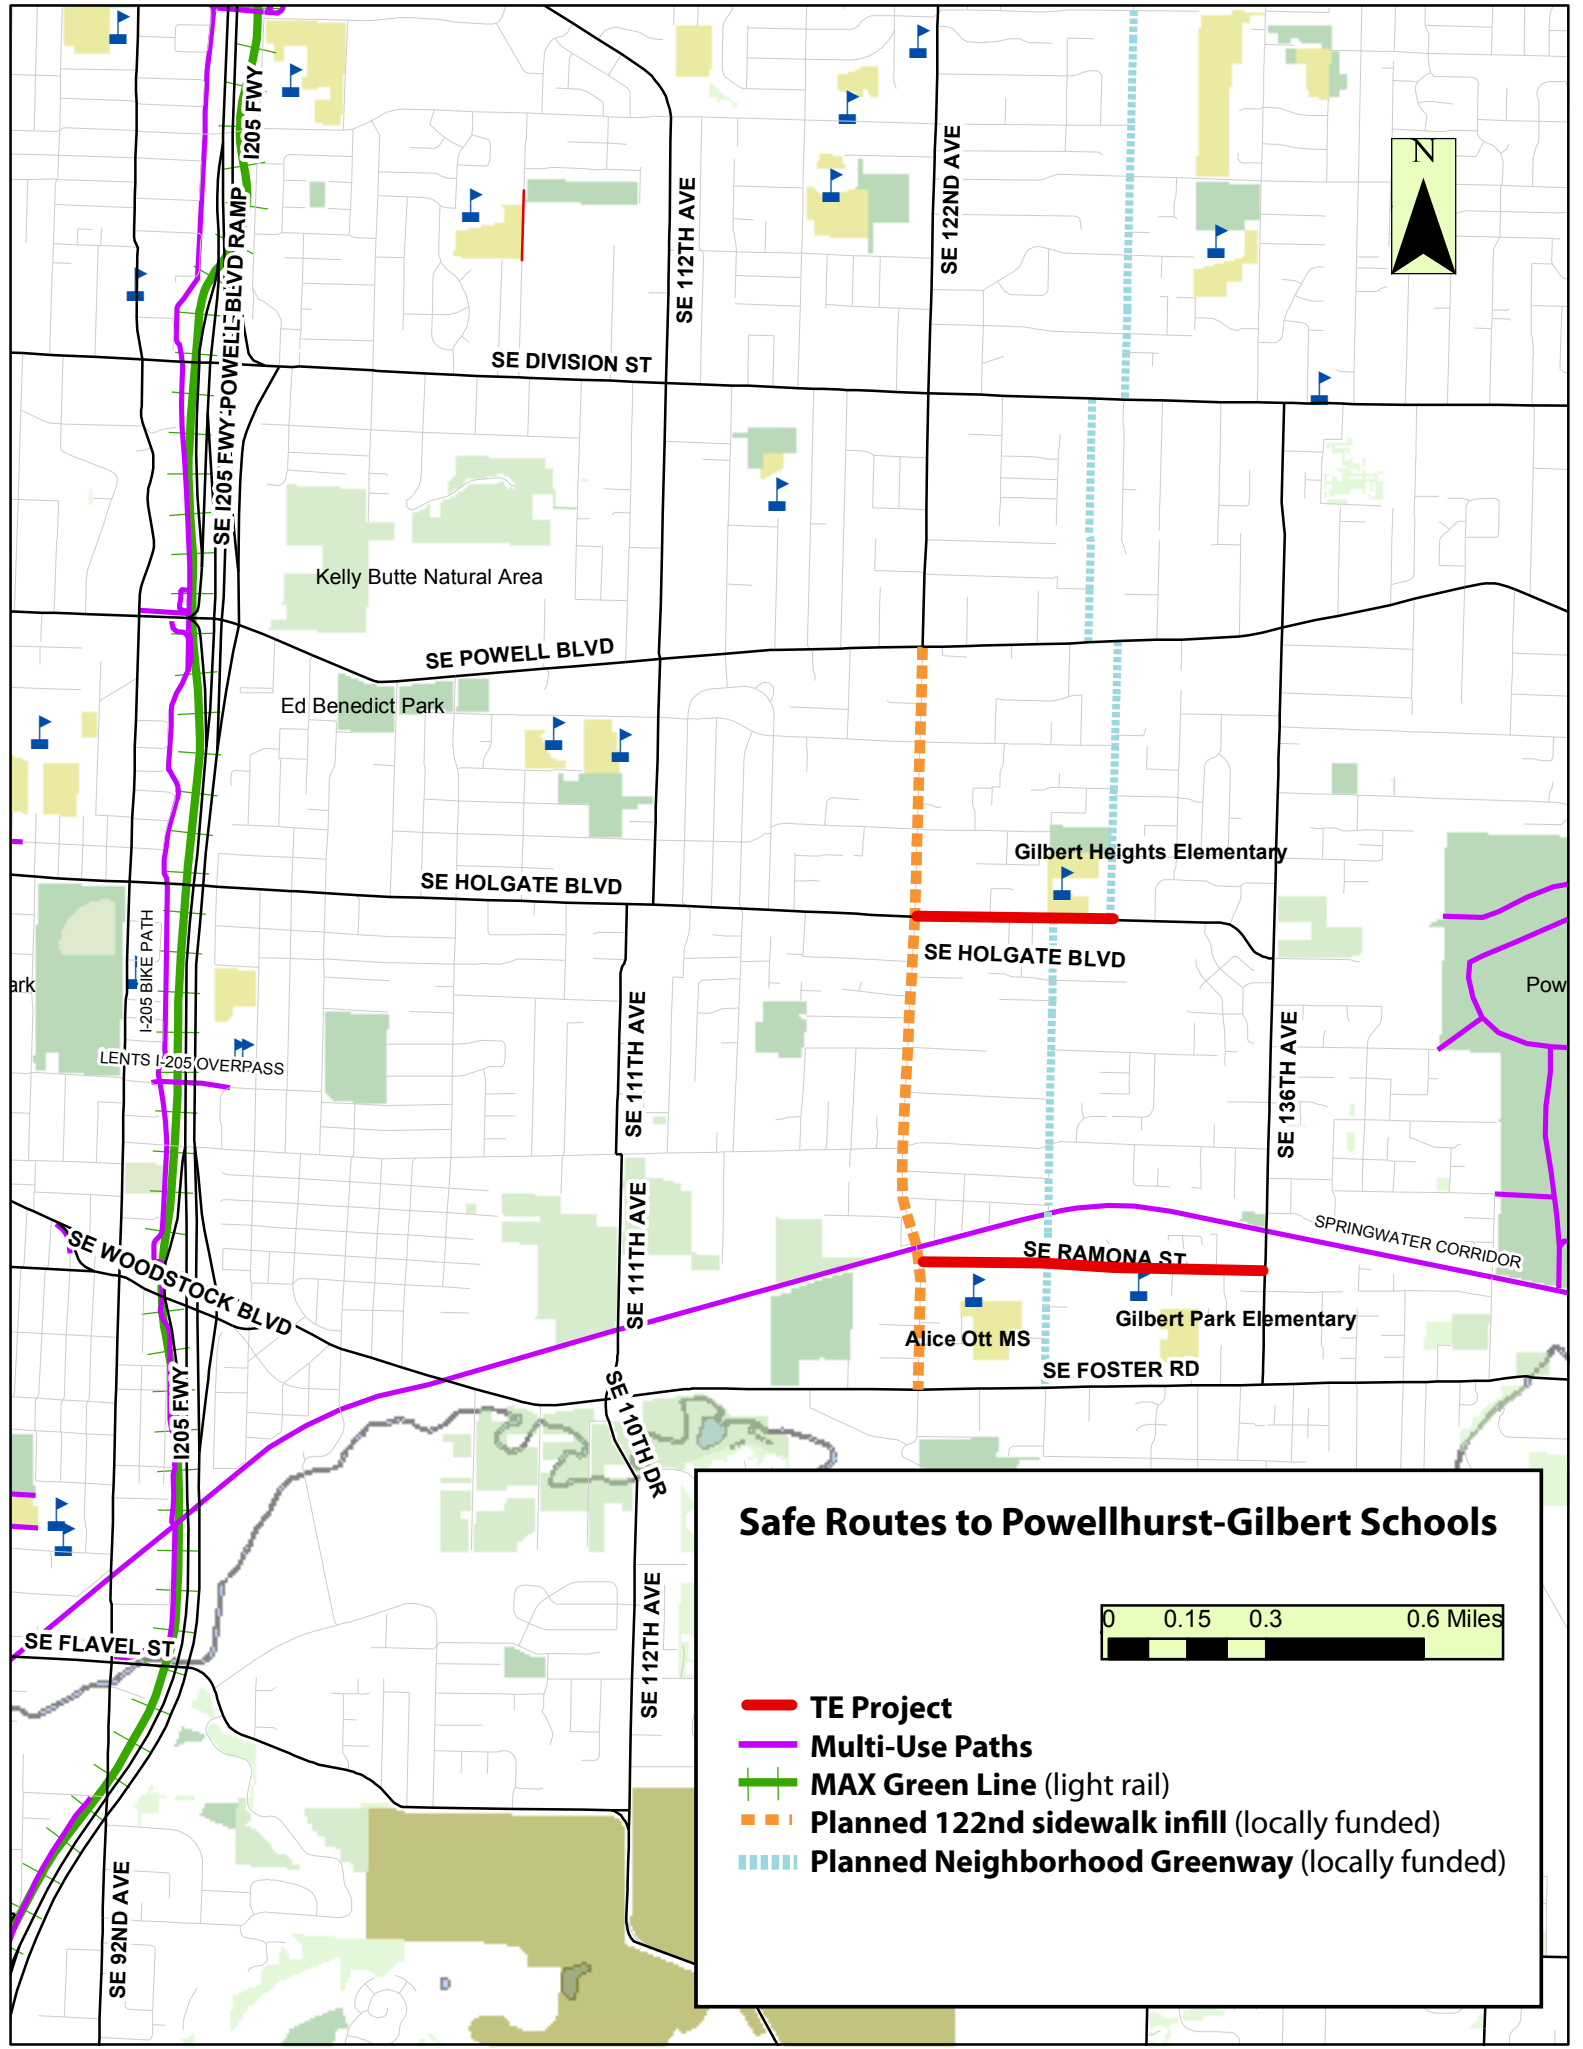 I205 FWY
SE I205 FWY-POWELL BLVD RAMP
SE 112TH AVE
SE 122ND AVE
N
SE DIVISION ST
Kelly Butte Natural Area
SE POWELL BLVD
Ed Benedict Park
Gilbert Heights Elementary
SE HOLGATE BLVD
SE HOLGATE BLVD
I-205 BIKE PATH
ark
Pow
SE 111TH AVE
SE 136TH AVE
LENTS I-205 OVERPASS
SE 111TH AVE
SPRINGWATER CORRIDOR
SE WOODSTOCK BLVD
SE RAMONA ST
Gilbert Park Elementary
Alice Ott MS
SE FOSTER RD
I205 FWY
SE 110TH DR
Safe Routes to Powellhurst-Gilbert Schools
0 0.15 0.3 0.6 Miles
SE FLAVEL ST
SE 112TH AVE
TE Project
Multi-Use Paths
MAX Green Line (light rail)
Planned 122nd sidewalk infill (locally funded)
Planned Neighborhood Greenway (locally funded)
SE 92ND AVE